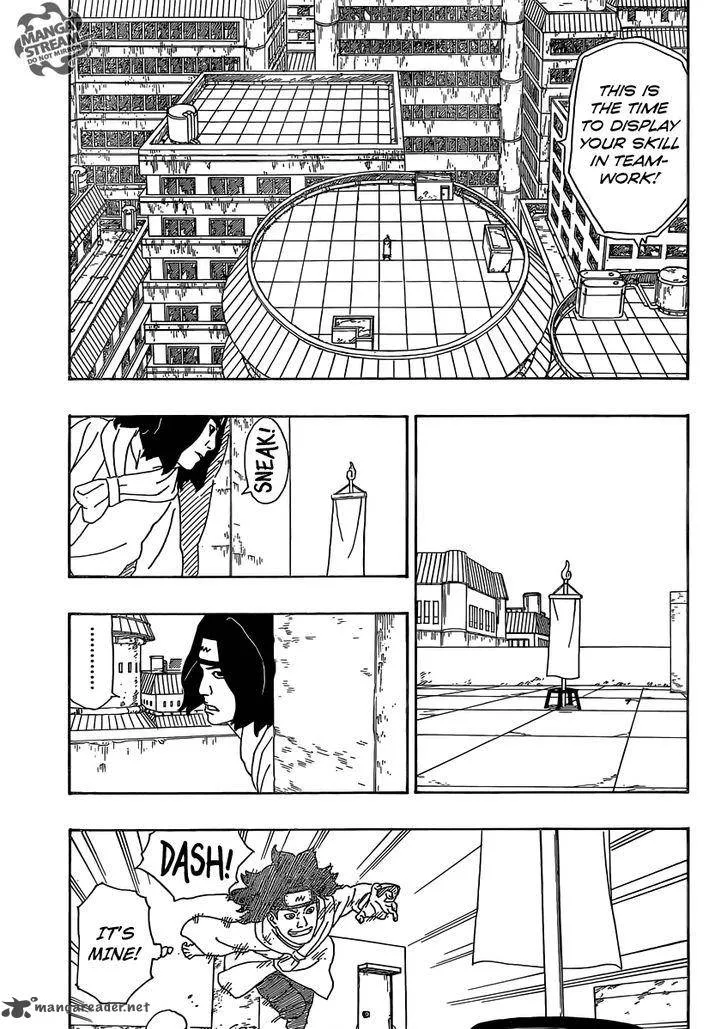 MANGA
STREAM
DO NOT MIRROR
THIS IS
THE TIME
TO DISPLAY
YOUR SKILL
IN TEAM-
WORK!
SNEAK!
.........
DASH!
IT'S
MINE!
mangareader.net